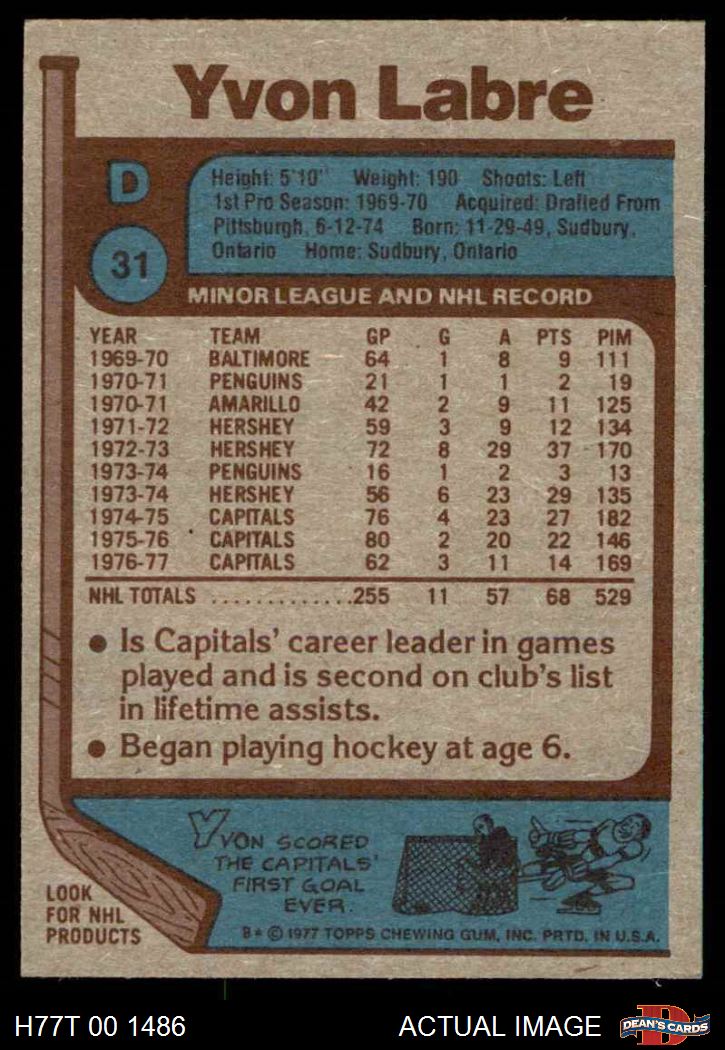 Yvon Labre
D
31
Height: 5'10" Weight: 190 Shoots: Left
1st Pro Season: 1969-70 Acquired: Drafted From
Pittsburgh, 6-12-74 Born: 11-29-49, Sudbury,
Ontario Home: Sudbury, Ontario
MINOR LEAGUE AND NHL RECORD
YEAR TEAM GP G A PTS PIM
1969-70 BALTIMORE 64 1 8 9 111
1970-71 PENGUINS 21 1 1 2 19
1970-71 AMARILLO 42 2 9 11 125
1971-72 HERSHEY 59 3 9 12 134
1972-73 HERSHEY 72 8 29 37 170
1973-74 PENGUINS 16 1 2 3 13
1973-74 HERSHEY 56 6 23 29 135
1974-75 CAPITALS 76 4 23 27 182
1975-76 CAPITALS 80 2 20 22 146
1976-77 CAPITALS 62 3 11 14 169
NHL TOTALS .............255 11 57 68 529
● Is Capitals' career leader in games
played and is second on club's list
in lifetime assists.
● Began playing hockey at age 6.
YVON SCORED
THE CAPITALS'
FIRST GOAL
EVER.
LOOK
FOR NHL
PRODUCTS
B* © 1977 TOPPS CHEWING GUM, INC. PRTD. IN U.S.A.
H77T 00 1486 ACTUAL IMAGE
D
DEAN'S CARDS